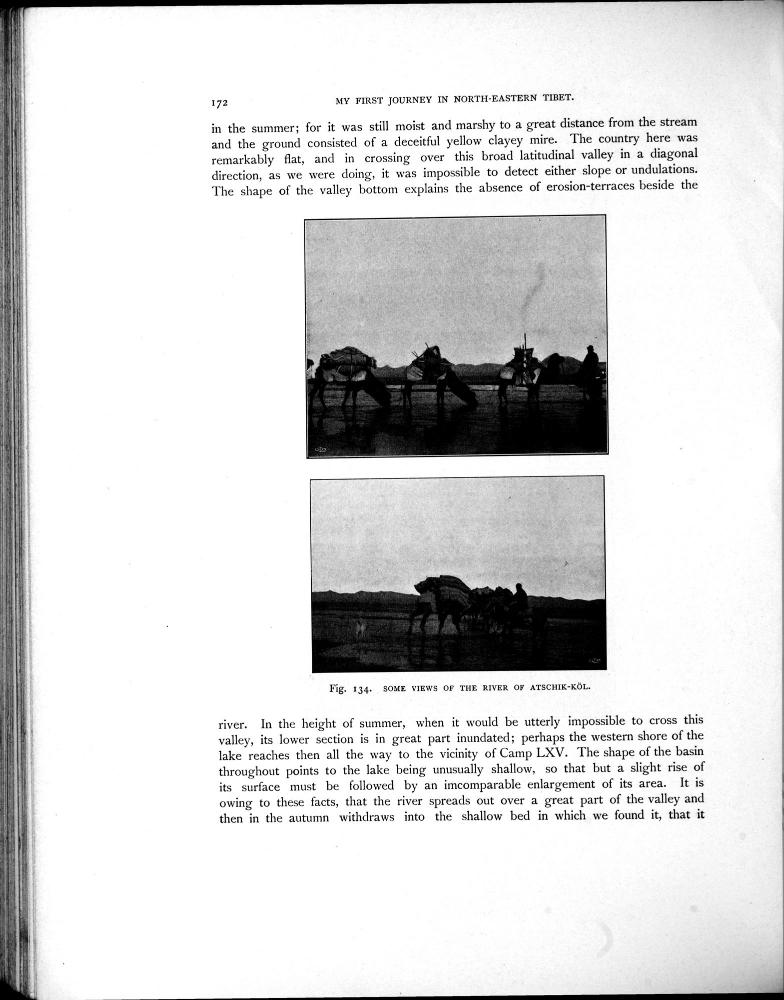 172 MY FIRST JOURNEY IN NORTH-EASTERN TIBET.
in the summer; for it was still moist and marshy to a great distance from the stream
and the ground consisted of a deceitful yellow clayey mire. The country here was
remarkably flat, and in crossing over this broad latitudinal valley in a diagonal
direction, as we were doing, it was impossible to detect either slope or undulations.
The shape of the valley bottom explains the absence of erosion-terraces beside the
Fig. 134. SOME VIEWS OF THE RIVER OF ATSCHIK-KÖL.
river. In the height of summer, when it would be utterly impossible to cross this
valley, its lower section is in great part inundated; perhaps the western shore of the
lake reaches then all the way to the vicinity of Camp LXV. The shape of the basin
throughout points to the lake being unusually shallow, so that but a slight rise of
its surface must be followed by an imcomparable enlargement of its area. It is
owing to these facts, that the river spreads out over a great part of the valley and
then in the autumn withdraws into the shallow bed in which we found it, that it